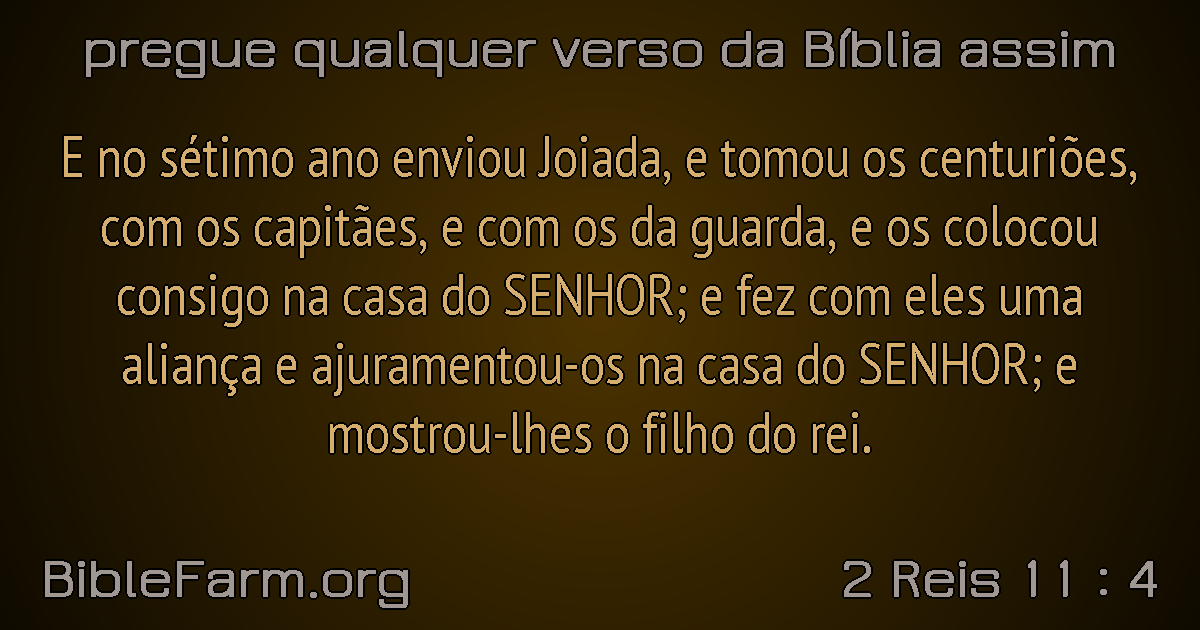 pregue qualquer verso da Bíblia assim
E no sétimo ano enviou Joiada, e tomou os centuriões,
com os capitães, e com os da guarda, e os colocou
consigo na casa do SENHOR; e fez com eles uma
aliança e ajuramentou-os na casa do SENHOR; e
mostrou-lhes o filho do rei.
BibleFarm.org
2 Reis 11 : 4